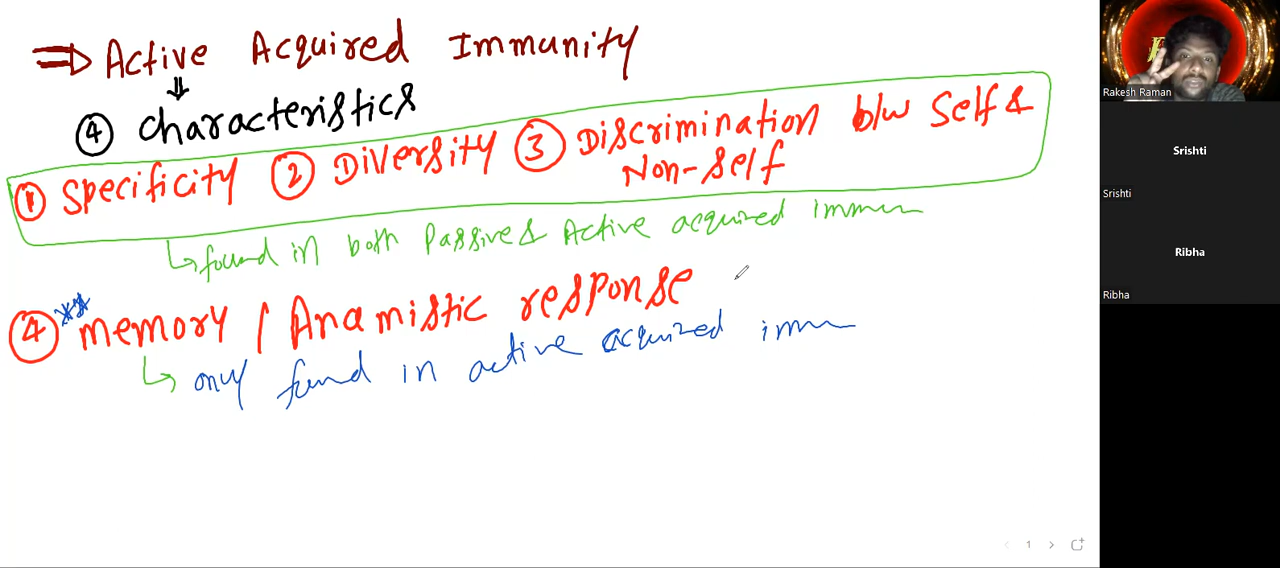 ⇒ Active Acquired Immunity
⇓
④ characteristics
① Specificity ② Diversity ③ Discrimination b/w Self &
Non-Self
↳ found in both Passive & Active acquired immun
④ ** memory / Anamistic response
↳ only found in active acquired immu
Rakesh Raman
Srishti
Srishti
Ribha
Ribha
< 1 >